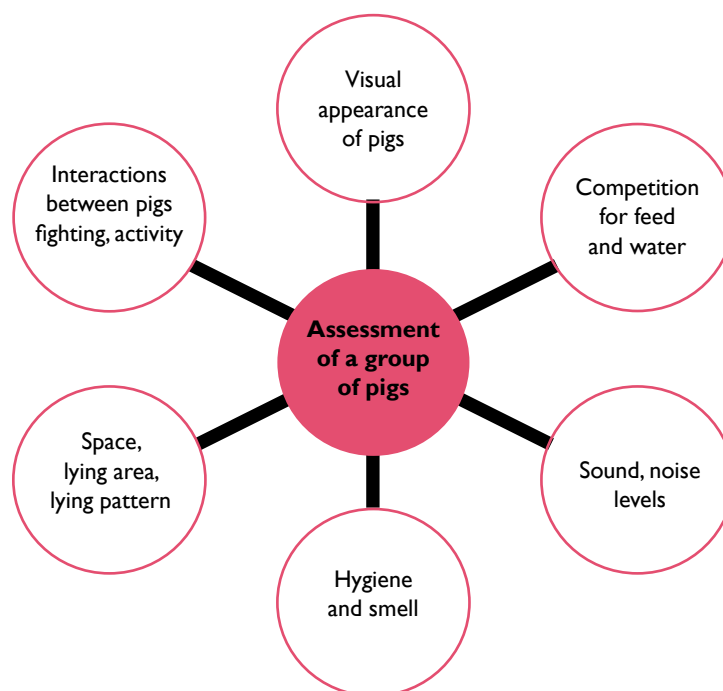 Visual
appearance
of pigs
Interactions
between pigs
fighting, activity
Competition
for feed
and water
Assessment
of a group
of pigs
Space,
lying area,
lying pattern
Sound, noise
levels
Hygiene
and smell